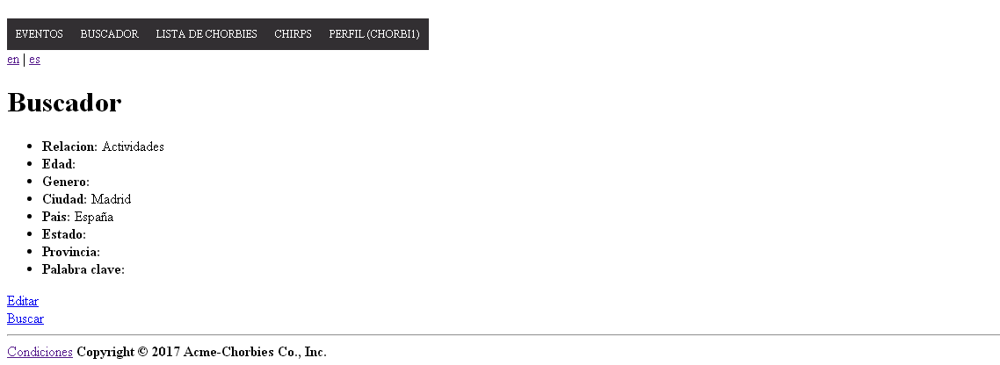 EVENTOS BUSCADOR LISTA DE CHORBIES CHIRPS PERFIL (CHORBI1)
en | es
Buscador
Relacion: Actividades
Edad:
Genero:
Ciudad: Madrid
Pais: España
Estado:
Provincia:
Palabra clave:
Editar
Buscar
Condiciones Copyright © 2017 Acme-Chorbies Co., Inc.